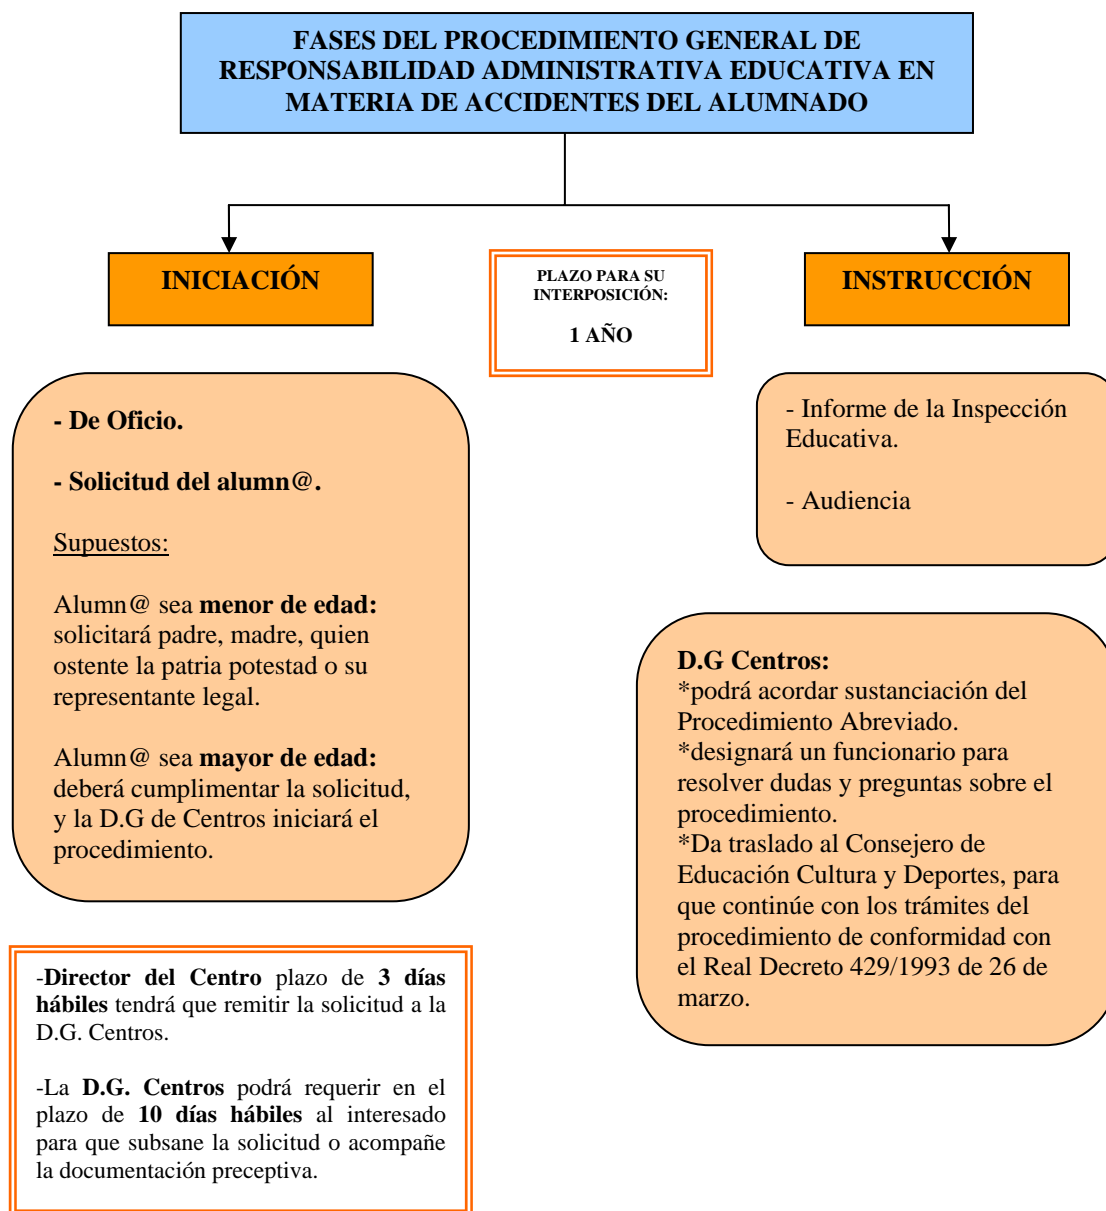 FASES DEL PROCEDIMIENTO GENERAL DE
RESPONSABILIDAD ADMINISTRATIVA EDUCATIVA EN
MATERIA DE ACCIDENTES DEL ALUMNADO
INICIACIÓN
PLAZO PARA SU
INTERPOSICIÓN:
1 AÑO
INSTRUCCIÓN
- De Oficio.
- Solicitud del alumn@.
Supuestos:
Alumn@ sea menor de edad:
solicitará padre, madre, quien
ostente la patria potestad o su
representante legal.
Alumn@ sea mayor de edad:
deberá cumplimentar la solicitud,
y la D.G de Centros iniciará el
procedimiento.
- Informe de la Inspección
Educativa.
- Audiencia
D.G Centros:
*podrá acordar sustanciación del
Procedimiento Abreviado.
*designará un funcionario para
resolver dudas y preguntas sobre el
procedimiento.
*Da traslado al Consejero de
Educación Cultura y Deportes, para
que continúe con los trámites del
procedimiento de conformidad con
el Real Decreto 429/1993 de 26 de
marzo.
-Director del Centro plazo de 3 días
hábiles tendrá que remitir la solicitud a la
D.G. Centros.
-La D.G. Centros podrá requerir en el
plazo de 10 días hábiles al interesado
para que subsane la solicitud o acompañe
la documentación preceptiva.